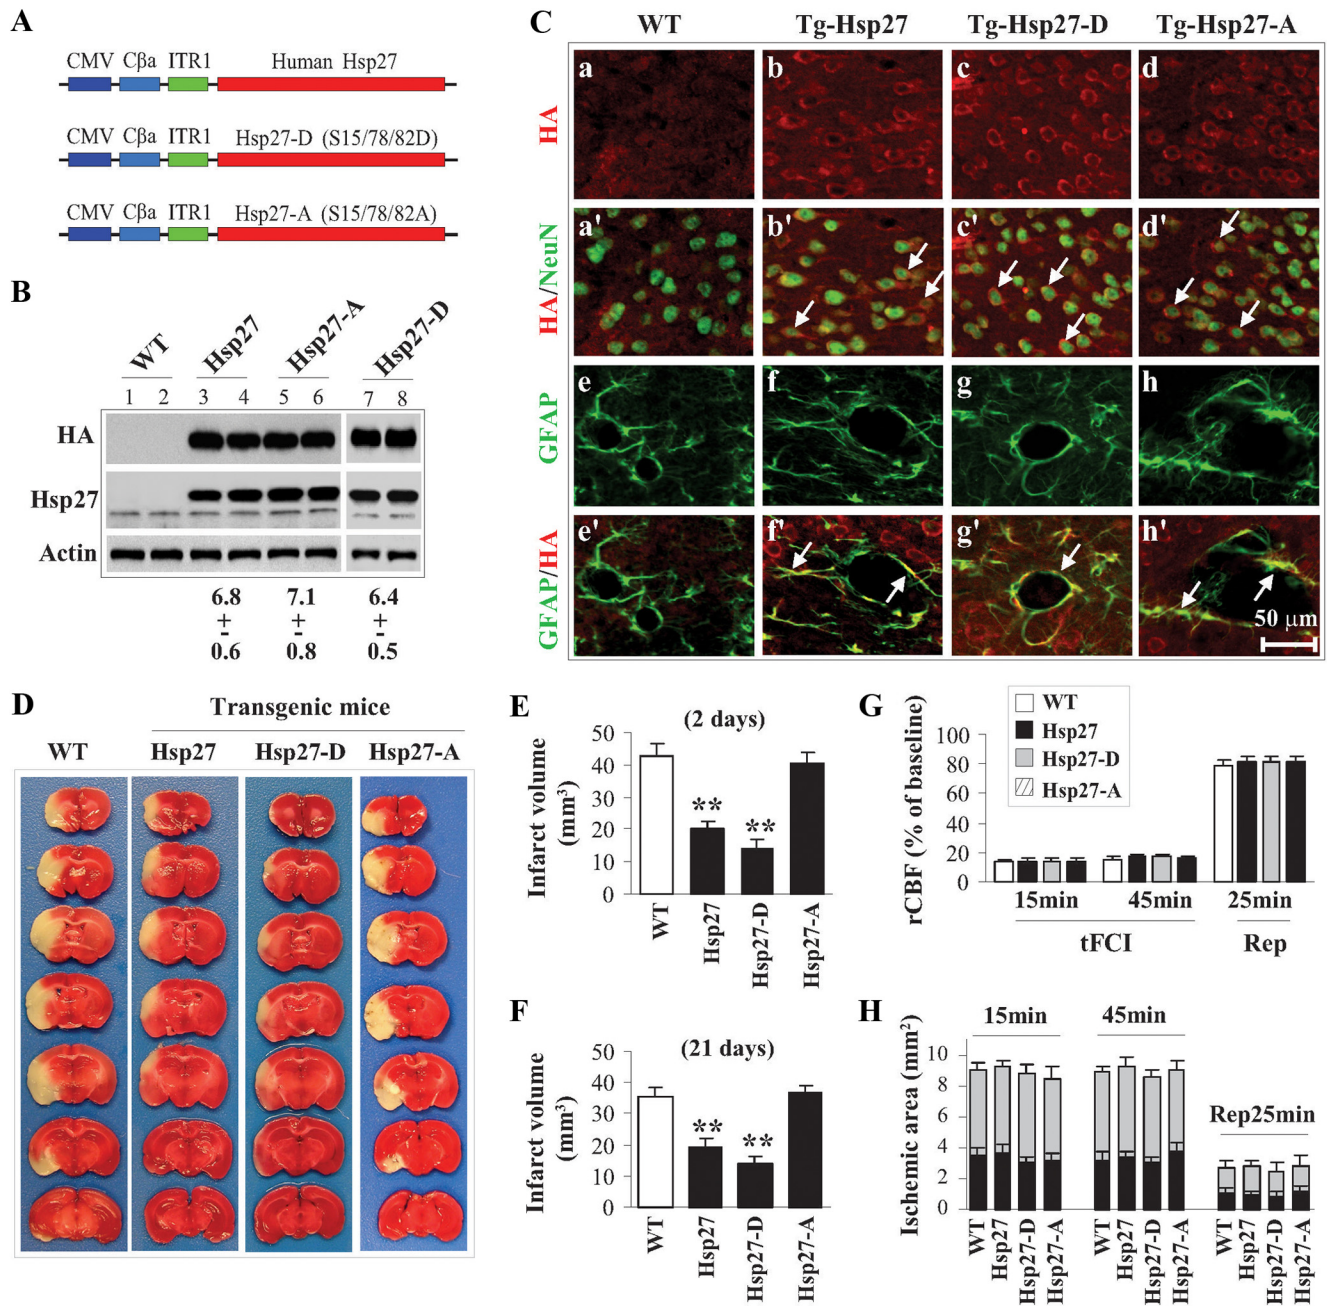 A
CMV Cβa ITR1 Human Hsp27
CMV Cβa ITR1 Hsp27-D (S15/78/82D)
CMV Cβa ITR1 Hsp27-A (S15/78/82A)
B
WT Hsp27 Hsp27-A Hsp27-D
1 2 3 4 5 6 7 8
HA
Hsp27
Actin
6.8 7.1 6.4
+ + +
- - -
0.6 0.8 0.5
C
WT Tg-Hsp27 Tg-Hsp27-D Tg-Hsp27-A
HA
a b c d
HA/NeuN
a' b' c' d'
GFAP
e f g h
GFAP/HA
e' f' g' h'
50 μm
D
Transgenic mice
WT Hsp27 Hsp27-D Hsp27-A
E
(2 days)
Infarct volume
(mm³)
50
40
30
20
10
0
** **
WT Hsp27 Hsp27-D Hsp27-A
F
(21 days)
Infarct volume
(mm³)
50
40
30
20
10
0
** **
WT Hsp27 Hsp27-D Hsp27-A
G
WT
Hsp27
Hsp27-D
Hsp27-A
rCBF (% of baseline)
100
80
60
40
20
0
15min 45min 25min
tFCI Rep
H
15min 45min
Rep25min
Ischemic area (mm²)
10
8
6
4
2
0
WT Hsp27 Hsp27-D Hsp27-A WT Hsp27 Hsp27-D Hsp27-A WT Hsp27 Hsp27-D Hsp27-A